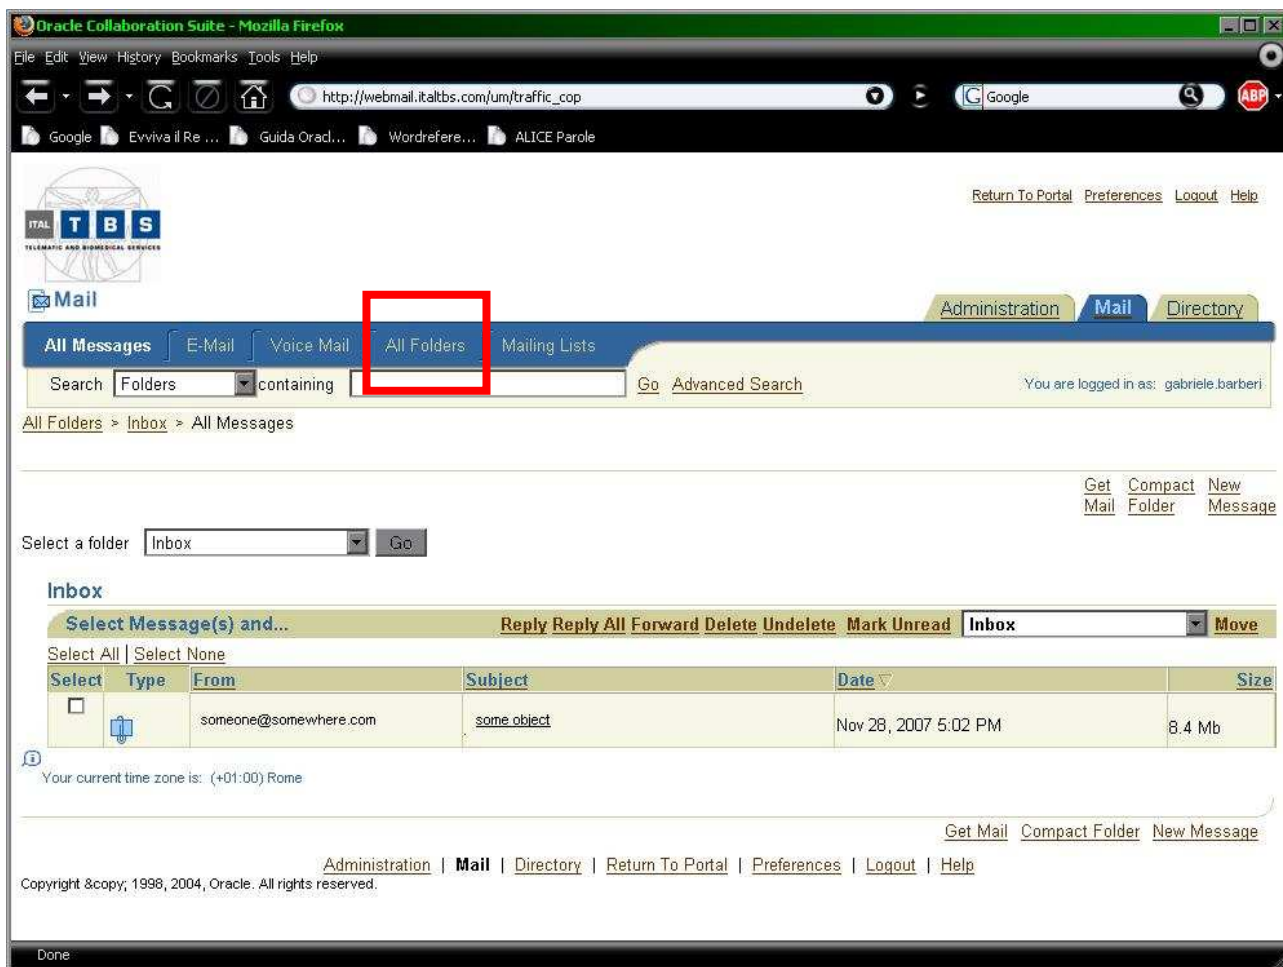 Oracle Collaboration Suite - Mozilla Firefox
File Edit View History Bookmarks Tools Help
http://webmail.italtbs.com/um/traffic_cop
G Google
ABP
Google Evviva il Re ... Guida Oracl... Wordrefere... ALICE Parole
Return To Portal Preferences Logout Help
ITAL T B S
TELEMATIC AND BIOMEDICAL SERVICES
Mail
Administration Mail Directory
All Messages E-Mail Voice Mail All Folders Mailing Lists
Search Folders containing Go Advanced Search You are logged in as: gabriele.barberi
All Folders > Inbox > All Messages
Get Mail Compact Folder New Message
Select a folder Inbox Go
Inbox
Select Message(s) and... Reply Reply All Forward Delete Undelete Mark Unread Inbox Move
Select All | Select None
Select Type From Subject Date Size
someone@somewhere.com some object Nov 28, 2007 5:02 PM 8.4 Mb
Your current time zone is: (+01:00) Rome
Get Mail Compact Folder New Message
Administration | Mail | Directory | Return To Portal | Preferences | Logout | Help
Copyright &copy; 1998, 2004, Oracle. All rights reserved.
Done